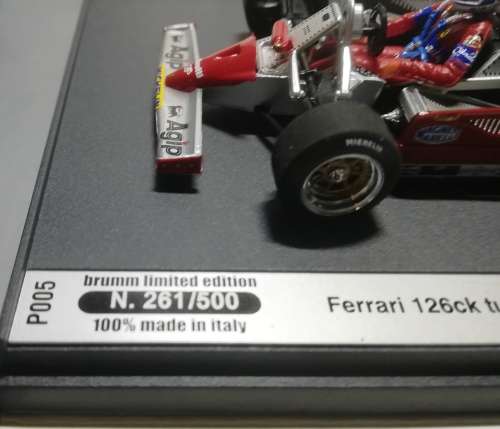 Agip
Agip
MICHELIN
P005
brumm limited edition
N. 261/500
100% made in italy
Ferrari 126ck tu